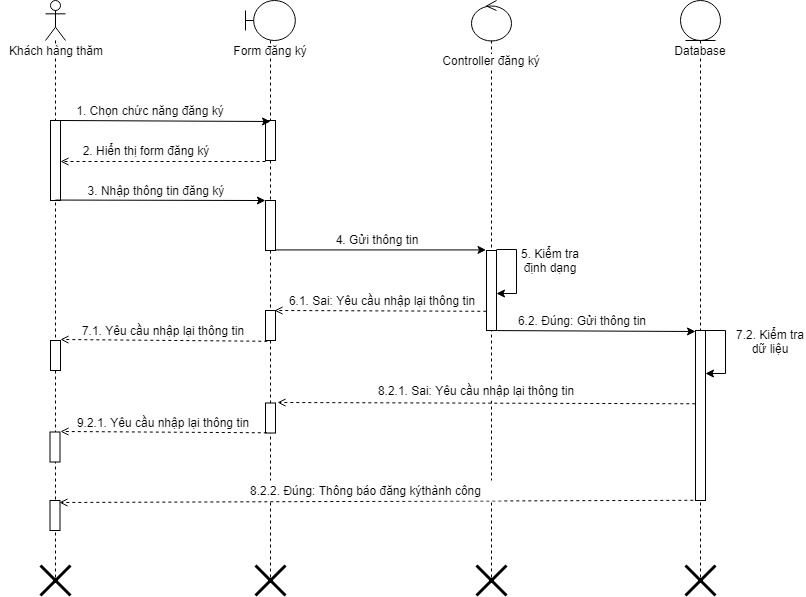 Khách hàng thăm
Form đăng ký
Controller đăng ký
Database
1. Chọn chức năng đăng ký
2. Hiển thị form đăng ký
3. Nhập thông tin đăng ký
4. Gửi thông tin
5. Kiểm tra
định dạng
6.1. Sai: Yêu cầu nhập lại thông tin
6.2. Đúng: Gửi thông tin
7.1. Yêu cầu nhập lại thông tin
7.2. Kiểm tra
dữ liệu
8.2.1. Sai: Yêu cầu nhập lại thông tin
9.2.1. Yêu cầu nhập lại thông tin
8.2.2. Đúng: Thông báo đăng kýthành công